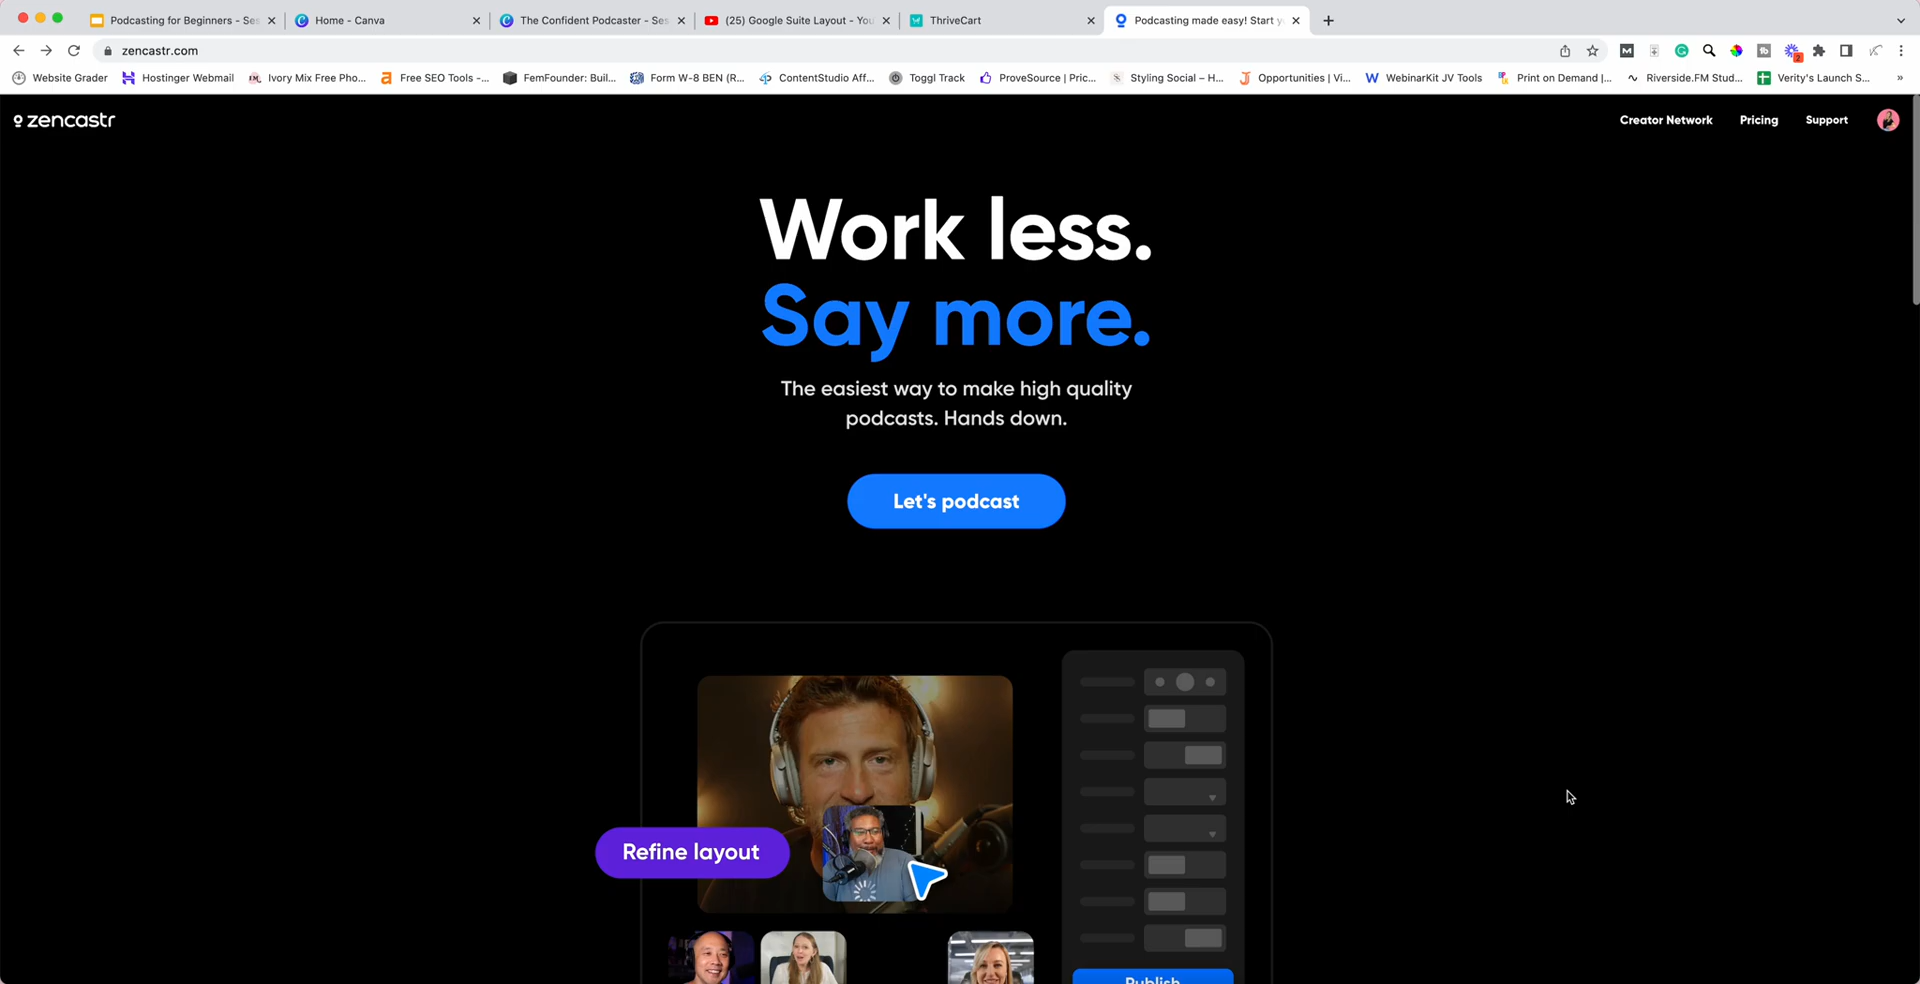 Podcasting for Beginners - Ses
Home - Canva
The Confident Podcaster - Ses
(25) Google Suite Layout - You
ThriveCart
Podcasting made easy! Start y
zencastr.com
2
Website Grader
Hostinger Webmail
Ivory Mix Free Pho...
Free SEO Tools -...
FemFounder: Buil...
Form W-8 BEN (R...
ContentStudio Aff...
Toggl Track
ProveSource | Pric...
Styling Social – H...
Opportunities | Vi...
WebinarKit JV Tools
Print on Demand |...
Riverside.FM Stud...
Verity's Launch S...
zencastr
Creator Network
Pricing
Support
Work less.
Say more.
The easiest way to make high quality
podcasts. Hands down.
Let's podcast
Refine layout
Publish